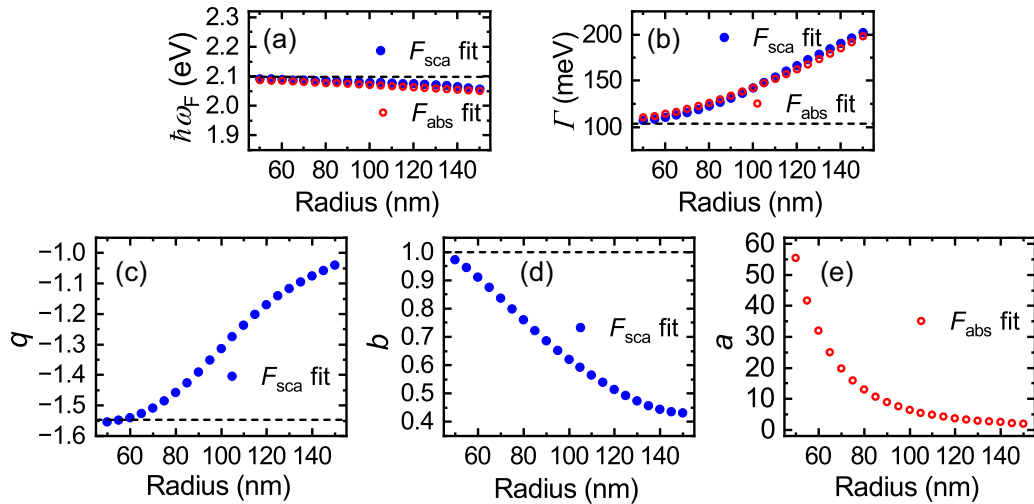 (a)
F_sca fit
F_abs fit
2.3
2.2
2.1
2.0
1.9
ħω_F (eV)
60 80 100 120 140
Radius (nm)
(b)
F_sca fit
F_abs fit
200
150
100
Γ (meV)
60 80 100 120 140
Radius (nm)
(c)
F_sca fit
−1.0
−1.1
−1.2
−1.3
−1.4
−1.5
−1.6
q
60 80 100 120 140
Radius (nm)
(d)
F_sca fit
1.0
0.9
0.8
0.7
0.6
0.5
0.4
b
60 80 100 120 140
Radius (nm)
(e)
F_abs fit
60
50
40
30
20
10
0
a
60 80 100 120 140
Radius (nm)